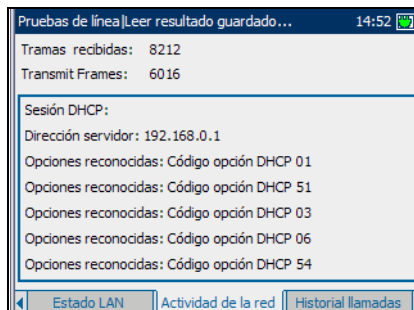 Pruebas de línea|Leer resultado guardado... 14:52
Tramas recibidas: 8212
Transmit Frames: 6016
Sesión DHCP:
Dirección servidor: 192.168.0.1
Opciones reconocidas: Código opción DHCP 01
Opciones reconocidas: Código opción DHCP 51
Opciones reconocidas: Código opción DHCP 03
Opciones reconocidas: Código opción DHCP 06
Opciones reconocidas: Código opción DHCP 54
Estado LAN Actividad de la red Historial llamadas